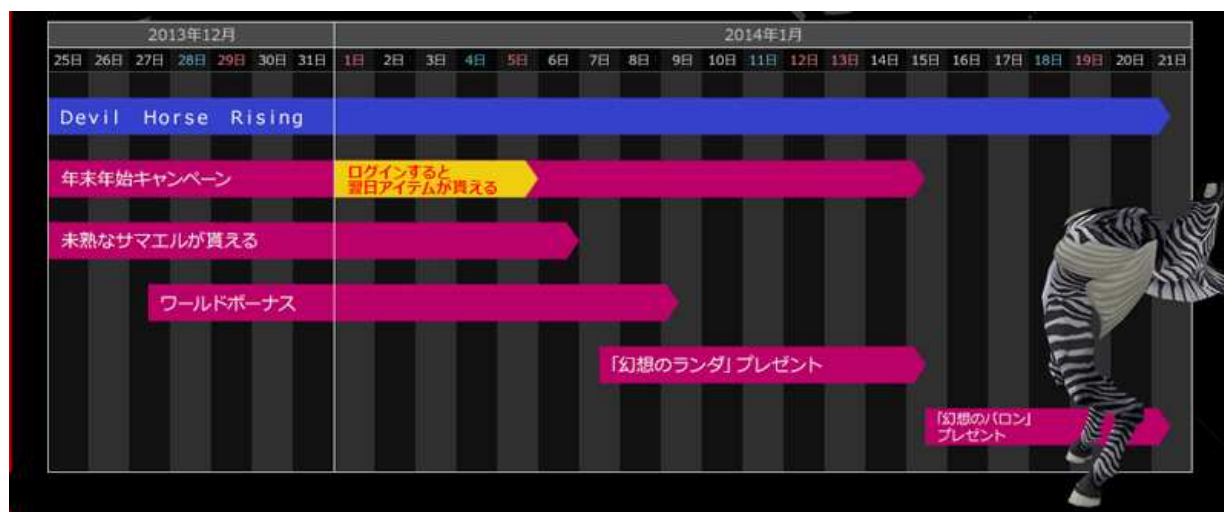 2013年12月 2014年1月
25日 26日 27日 28日 29日 30日 31日 1日 2日 3日 4日 5日 6日 7日 8日 9日 10日 11日 12日 13日 14日 15日 16日 17日 18日 19日 20日 21日
Devil Horse Rising
年末年始キャンペーン
ログインすると
翌日アイテムが貰える
未熟なサマエルが貰える
ワールドボーナス
「幻想のランダ」プレゼント
「幻想のバロン」
プレゼント